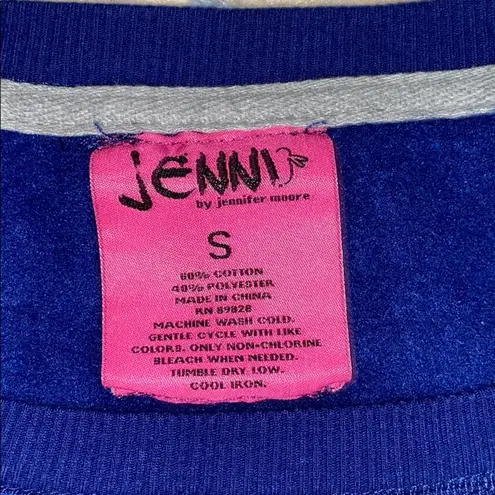 JENNI
by jennifer moore
S
60% COTTON
40% POLYESTER
MADE IN CHINA
RN 89828
MACHINE WASH COLD.
GENTLE CYCLE WITH LIKE
COLORS. ONLY NON-CHLORINE
BLEACH WHEN NEEDED.
TUMBLE DRY LOW.
COOL IRON.